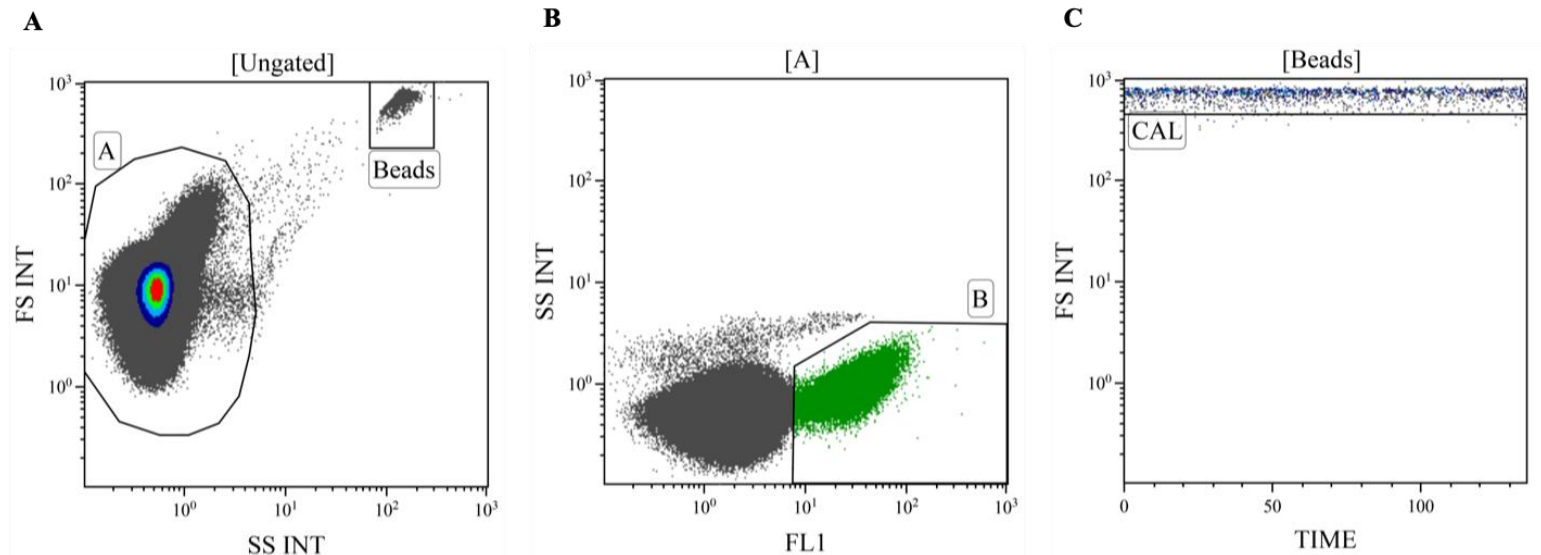 A
B
C
[Ungated]
10³
10²
10¹
10⁰
A
Beads
FS INT
10⁰
10¹
10²
10³
SS INT
[A]
10³
10²
10¹
10⁰
B
SS INT
10⁰
10¹
10²
10³
FL1
[Beads]
10³
10²
10¹
10⁰
CAL
FS INT
0
50
100
TIME